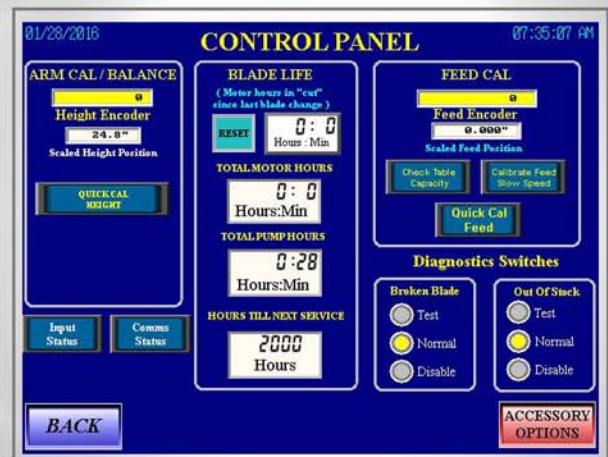 01/28/2016
CONTROL PANEL
07:35:07 AM
ARM CAL / BALANCE
0
Height Encoder
24.8"
Scaled Height Position
QUICK CAL
HEIGHT
Input
Status
Comms
Status
BACK
BLADE LIFE
( Motor hours in "cut"
since last blade change )
RESET
0: 0
Hours : Min
TOTAL MOTOR HOURS
0: 0
Hours:Min
TOTAL PUMP HOURS
0:28
Hours:Min
HOURS TILL NEXT SERVICE
2000
Hours
FEED CAL
0
Feed Encoder
0.000"
Scaled Feed Position
Check Table
Capacity
Calibrate Feed
Slow Speed
Quick Cal
Feed
Diagnostics Switches
Broken Blade
Test
Normal
Disable
Out Of Stock
Test
Normal
Disable
ACCESSORY
OPTIONS